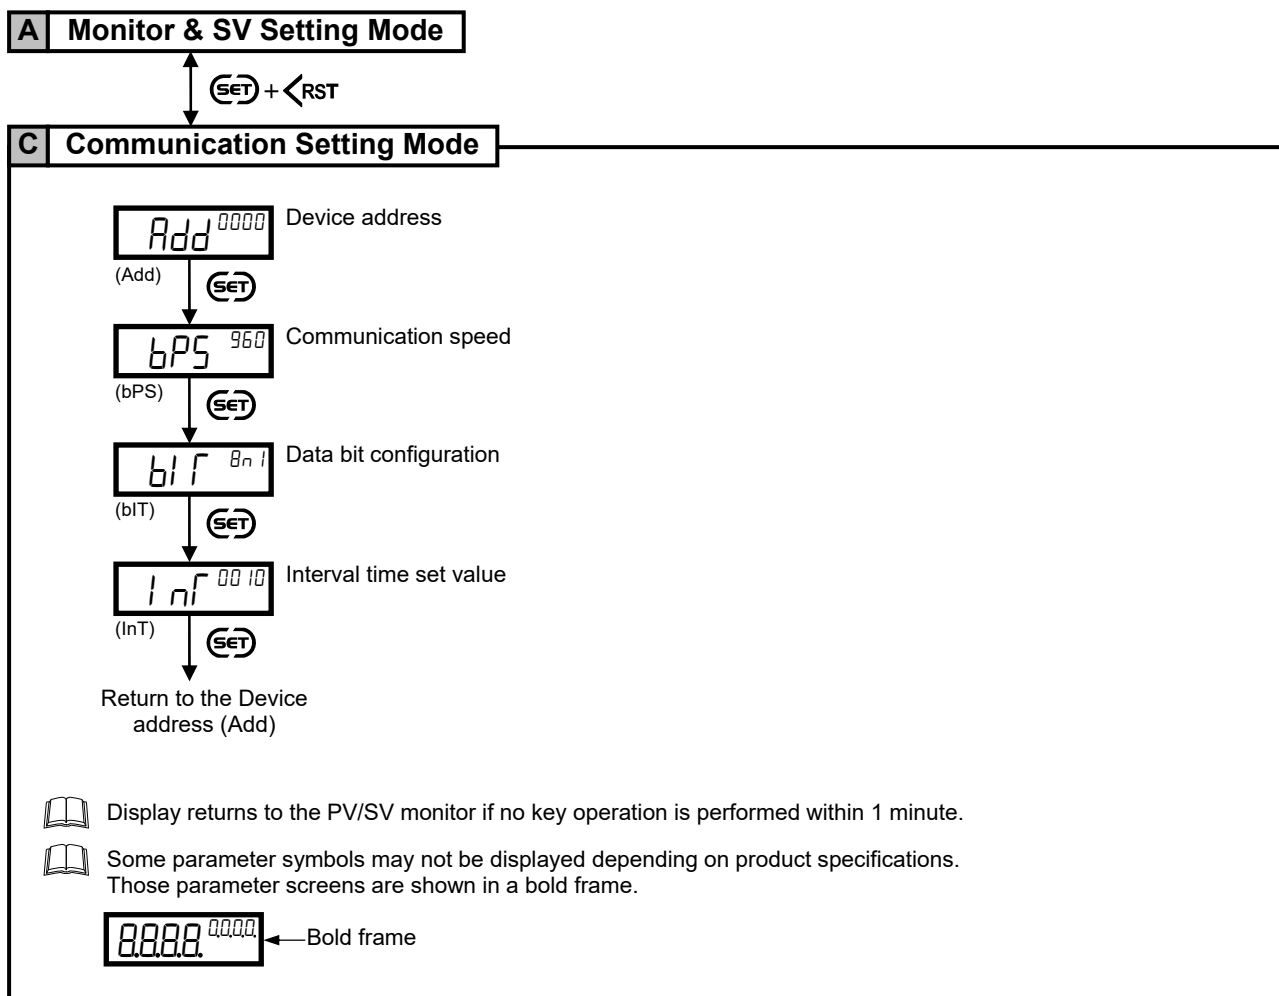 A Monitor & SV Setting Mode
SET + <RST
C Communication Setting Mode
Add 0000 Device address
(Add)
SET
bPS 960 Communication speed
(bPS)
SET
bIT 8n1 Data bit configuration
(bIT)
SET
InT 0010 Interval time set value
(InT)
SET
Return to the Device
address (Add)
Display returns to the PV/SV monitor if no key operation is performed within 1 minute.
Some parameter symbols may not be displayed depending on product specifications.
Those parameter screens are shown in a bold frame.
8.8.8.8. 0.0.0.0. Bold frame